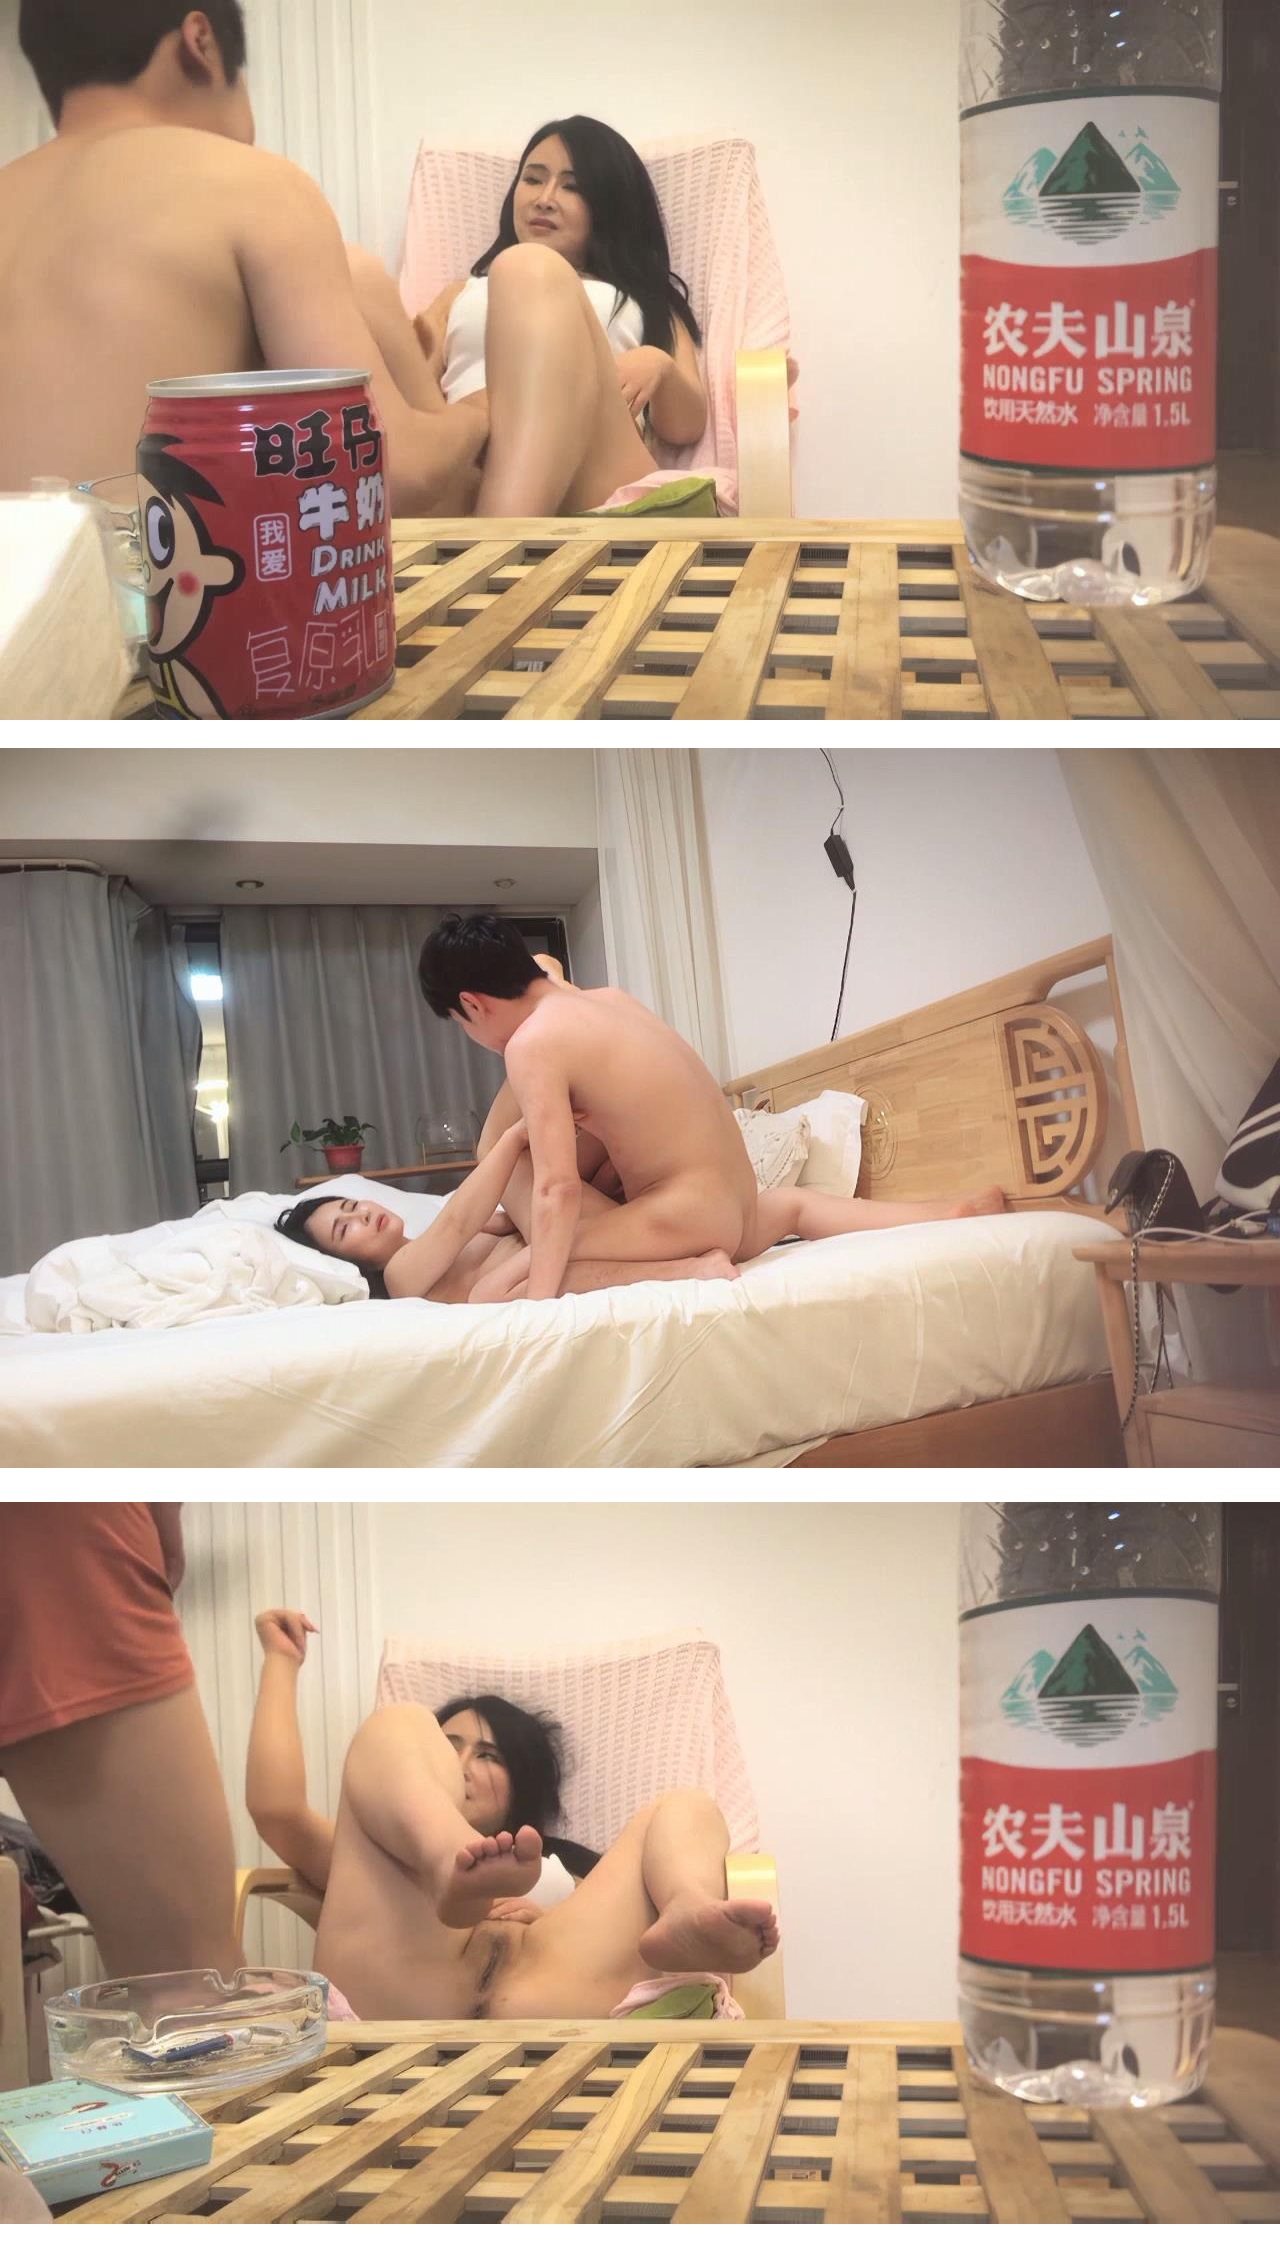 旺仔
牛奶
我爱
DRINK
MILK
复原乳
农夫山泉
NONGFU SPRING
饮用天然水 净含量 1.5L
农夫山泉
NONGFU SPRING
饮用天然水 净含量 1.5L